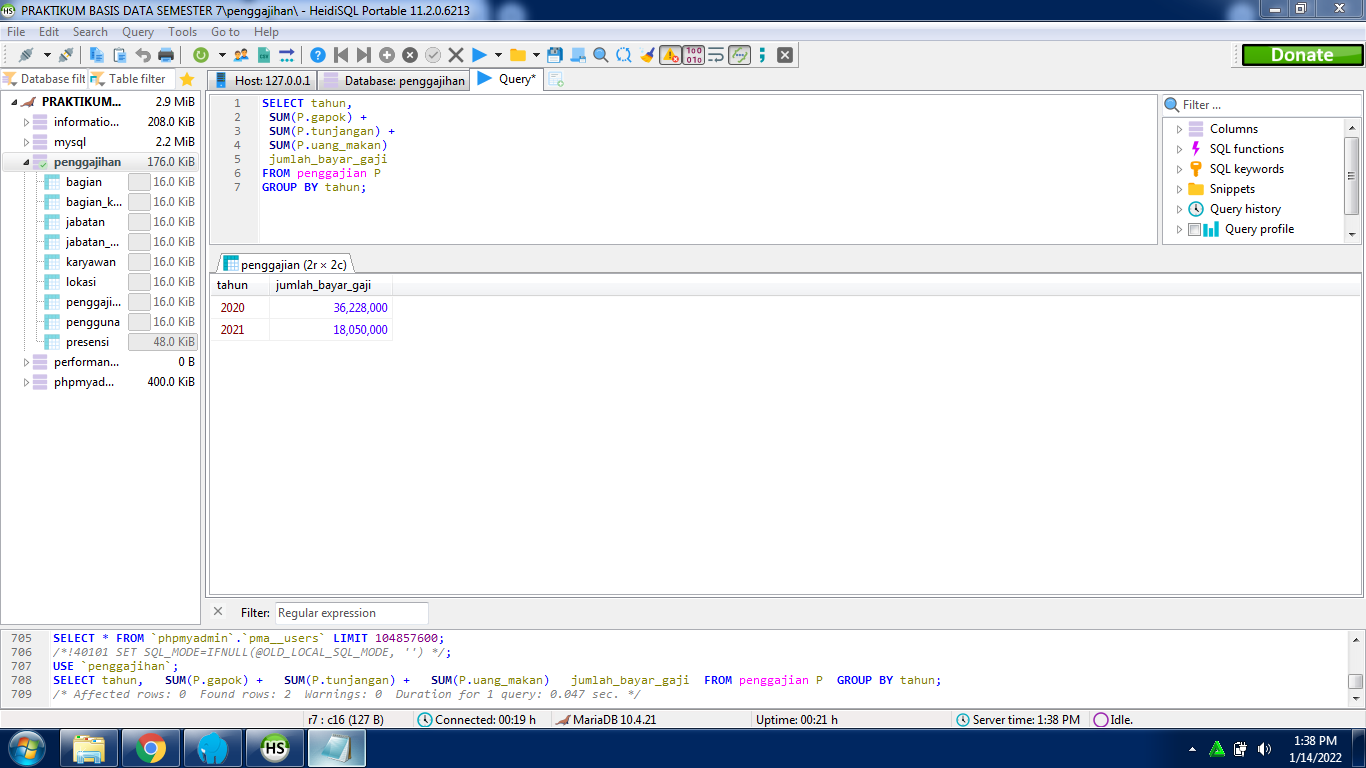 PRAKTIKUM BASIS DATA SEMESTER 7\penggajihan\ - HeidiSQL Portable 11.2.0.6213
File Edit Search Query Tools Go to Help
Donate
Database filt Table filter
Host: 127.0.0.1 Database: penggajihan Query*
PRAKTIKUM... 2.9 MiB
informatio... 208.0 KiB
mysql 2.2 MiB
penggajihan 176.0 KiB
bagian 16.0 KiB
bagian_k... 16.0 KiB
jabatan 16.0 KiB
jabatan_... 16.0 KiB
karyawan 16.0 KiB
lokasi 16.0 KiB
penggaji... 16.0 KiB
pengguna 16.0 KiB
presensi 48.0 KiB
performan... 0 B
phpmyad... 400.0 KiB
1 SELECT tahun,
2 SUM(P.gapok) +
3 SUM(P.tunjangan) +
4 SUM(P.uang_makan)
5 jumlah_bayar_gaji
6 FROM penggajian P
7 GROUP BY tahun;
Filter ...
Columns
SQL functions
SQL keywords
Snippets
Query history
Query profile
penggajian (2r × 2c)
tahun jumlah_bayar_gaji
2020 36,228,000
2021 18,050,000
Filter: Regular expression
705 SELECT * FROM `phpmyadmin`.`pma__users` LIMIT 104857600;
706 /*!40101 SET SQL_MODE=IFNULL(@OLD_LOCAL_SQL_MODE, '') */;
707 USE `penggajihan`;
708 SELECT tahun, SUM(P.gapok) + SUM(P.tunjangan) + SUM(P.uang_makan) jumlah_bayar_gaji FROM penggajian P GROUP BY tahun;
709 /* Affected rows: 0 Found rows: 2 Warnings: 0 Duration for 1 query: 0.047 sec. */
r7 : c16 (127 B) Connected: 00:19 h MariaDB 10.4.21 Uptime: 00:21 h Server time: 1:38 PM Idle.
HS
1:38 PM
1/14/2022